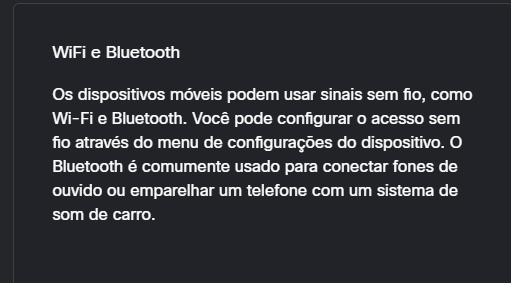 WiFi e Bluetooth
Os dispositivos móveis podem usar sinais sem fio, como
Wi-Fi e Bluetooth. Você pode configurar o acesso sem
fio através do menu de configurações do dispositivo. O
Bluetooth é comumente usado para conectar fones de
ouvido ou emparelhar um telefone com um sistema de
som de carro.